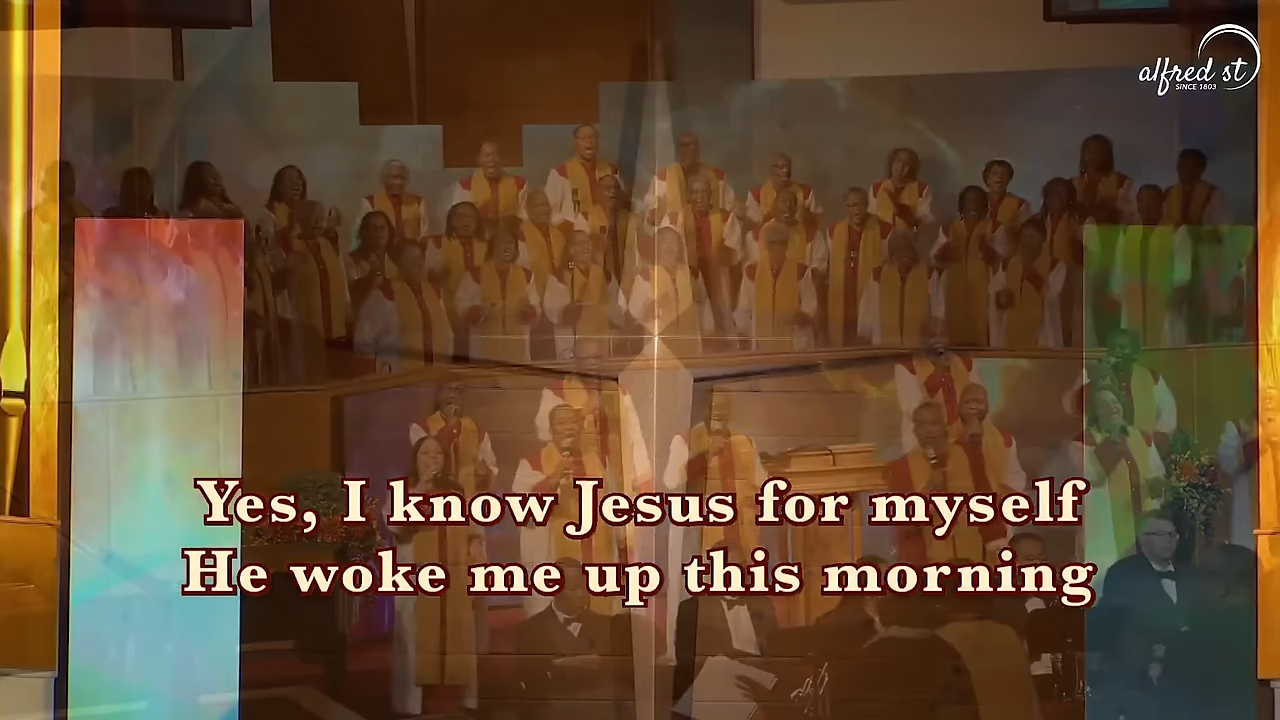 alfred st
SINCE 1803
Yes, I know Jesus for myself
He woke me up this morning